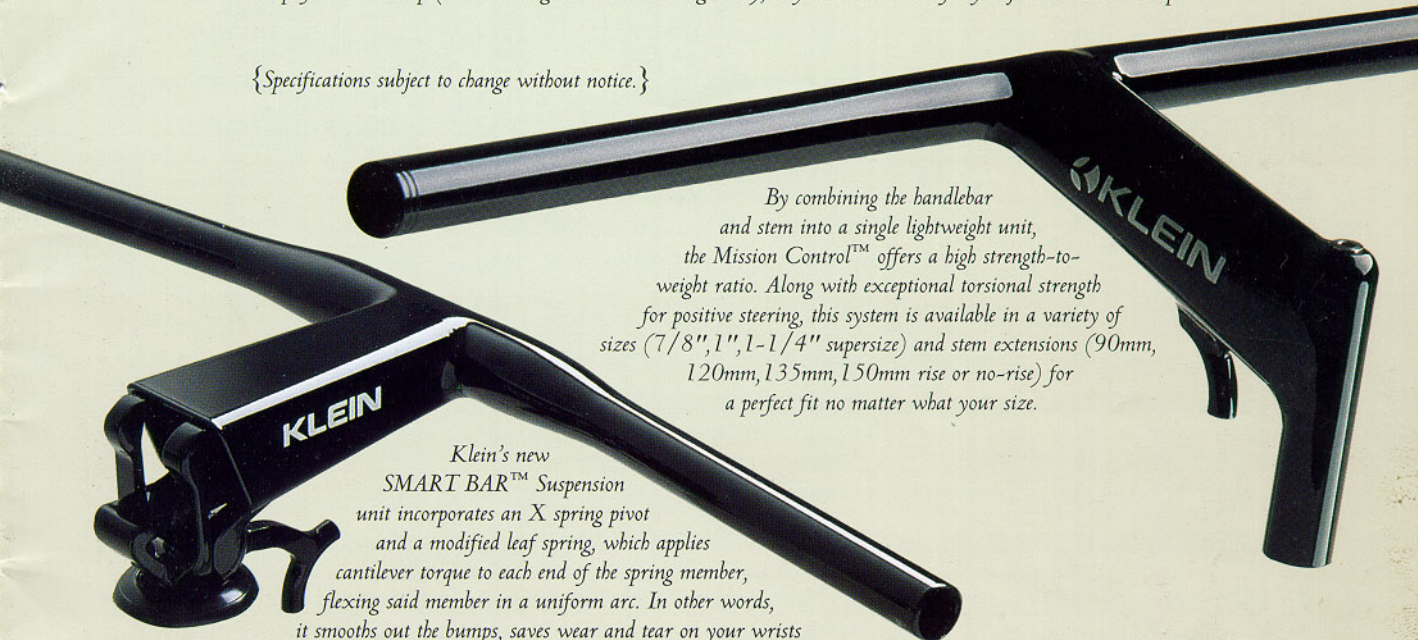 {Specifications subject to change without notice.}
KLEIN
By combining the handlebar
and stem into a single lightweight unit,
the Mission Control™ offers a high strength-to-
weight ratio. Along with exceptional torsional strength
for positive steering, this system is available in a variety of
sizes (7/8",1",1-1/4" supersize) and stem extensions (90mm,
120mm,135mm,150mm rise or no-rise) for
a perfect fit no matter what your size.
KLEIN
Klein's new
SMART BAR™ Suspension
unit incorporates an X spring pivot
and a modified leaf spring, which applies
cantilever torque to each end of the spring member,
flexing said member in a uniform arc. In other words,
it smooths out the bumps, saves wear and tear on your wrists